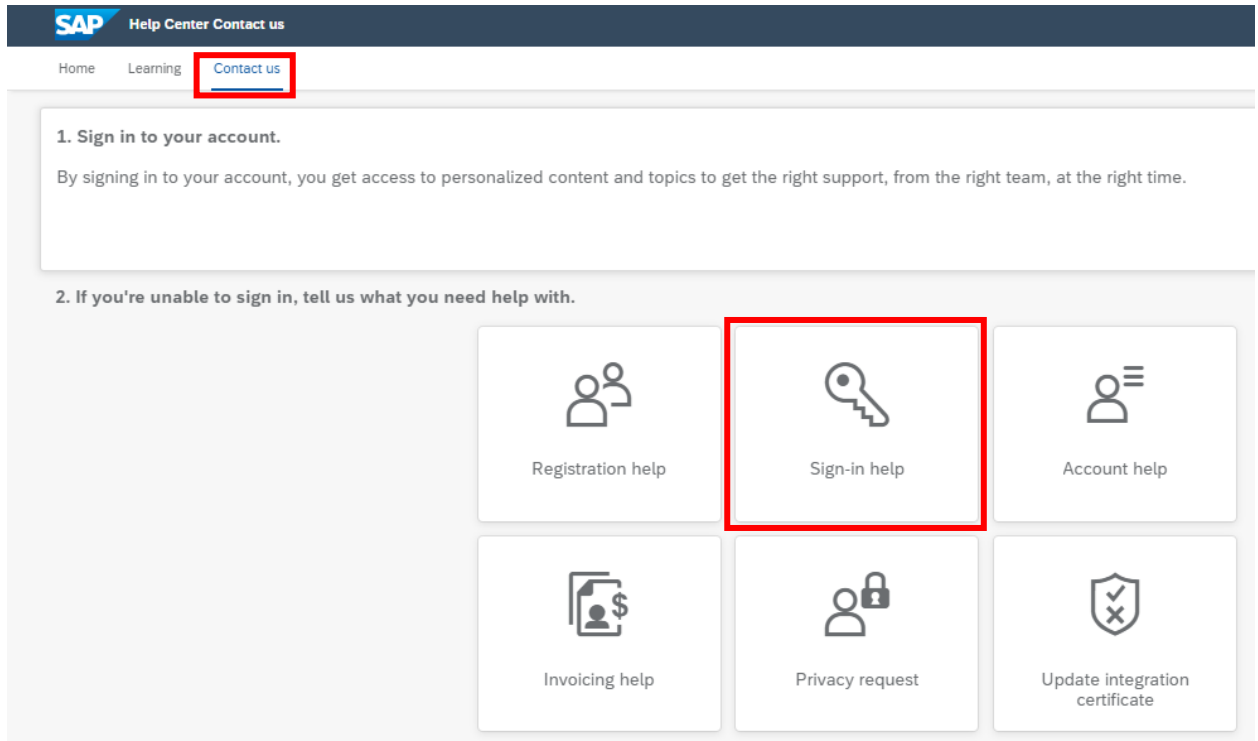 SAP Help Center Contact us
Home Learning Contact us
1. Sign in to your account.
By signing in to your account, you get access to personalized content and topics to get the right support, from the right team, at the right time.
2. If you're unable to sign in, tell us what you need help with.
Registration help
Sign-in help
Account help
$
Invoicing help
Privacy request
Update integration
certificate